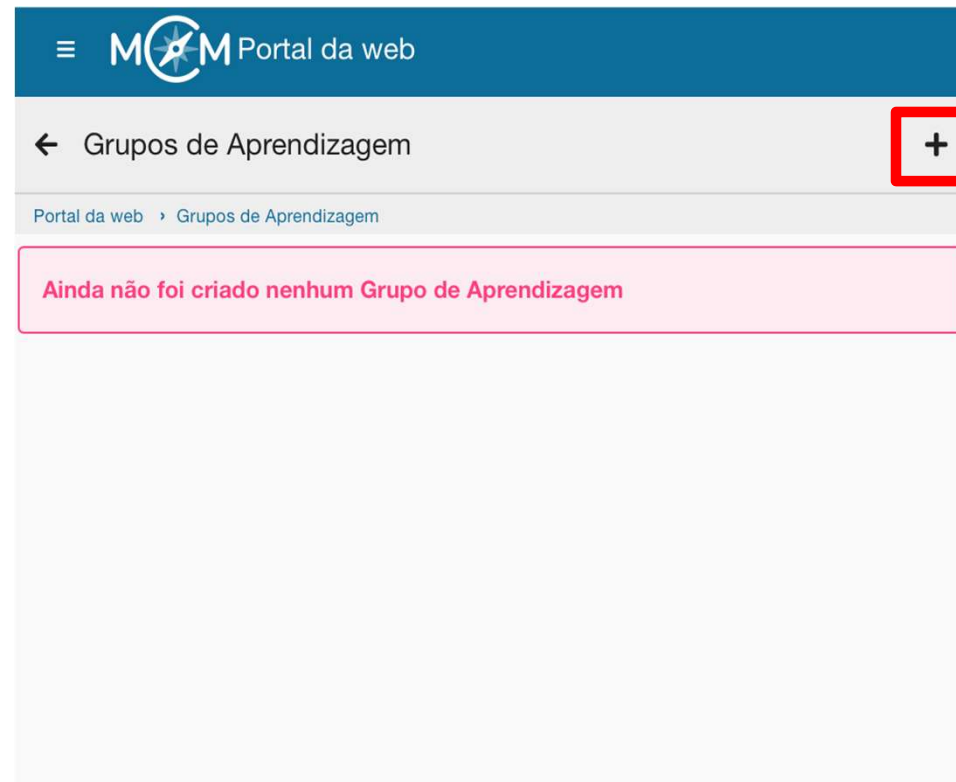 MCM Portal da web
Grupos de Aprendizagem
Portal da web › Grupos de Aprendizagem
Ainda não foi criado nenhum Grupo de Aprendizagem